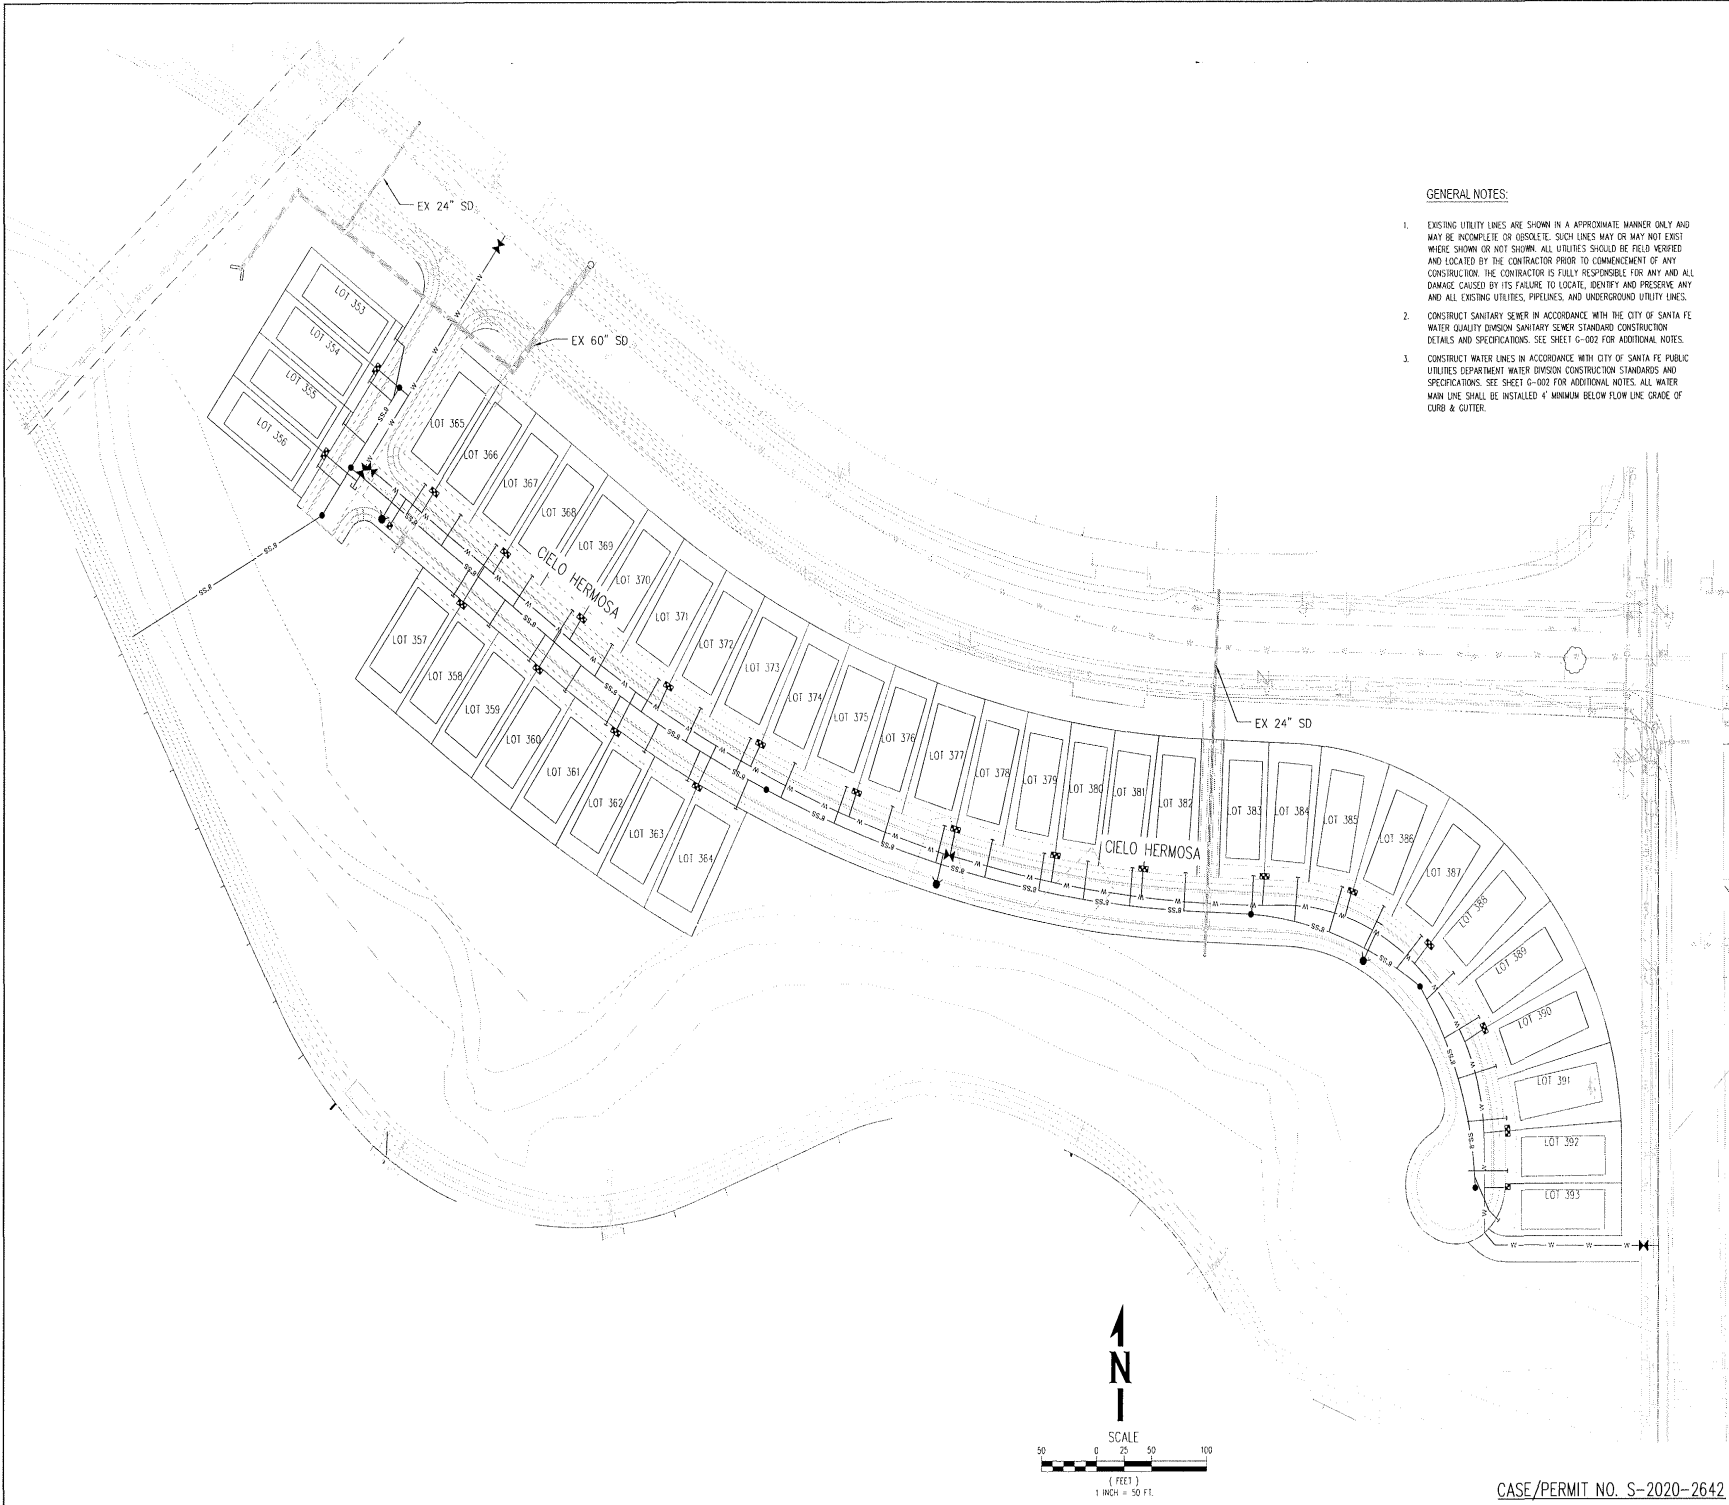 GENERAL NOTES:
1. EXISTING UTILITY LINES ARE SHOWN IN A APPROXIMATE MANNER ONLY AND
MAY BE INCOMPLETE OR OBSOLETE. SUCH LINES MAY OR MAY NOT EXIST
WHERE SHOWN OR NOT SHOWN. ALL UTILITIES SHOULD BE FIELD VERIFIED
AND LOCATED BY THE CONTRACTOR PRIOR TO COMMENCEMENT OF ANY
CONSTRUCTION. THE CONTRACTOR IS FULLY RESPONSIBLE FOR ANY AND ALL
DAMAGE CAUSED BY ITS FAILURE TO LOCATE, IDENTIFY AND PRESERVE ANY
AND ALL EXISTING UTILITIES, PIPELINES, AND UNDERGROUND UTILITY LINES.
2. CONSTRUCT SANITARY SEWER IN ACCORDANCE WITH THE CITY OF SANTA FE
WATER QUALITY DIVISION SANITARY SEWER STANDARD CONSTRUCTION
DETAILS AND SPECIFICATIONS. SEE SHEET G-002 FOR ADDITIONAL NOTES.
3. CONSTRUCT WATER LINES IN ACCORDANCE WITH CITY OF SANTA FE PUBLIC
UTILITIES DEPARTMENT WATER DIVISION CONSTRUCTION STANDARDS AND
SPECIFICATIONS. SEE SHEET G-002 FOR ADDITIONAL NOTES. ALL WATER
MAIN LINE SHALL BE INSTALLED 4' MINIMUM BELOW FLOW LINE GRADE OF
CURB & GUTTER.
EX 24" SD
EX 60" SD
LOT 353
LOT 354
LOT 355
LOT 356
LOT 365
LOT 366
LOT 367
LOT 368
LOT 369
LOT 370
LOT 371
LOT 372
LOT 373
LOT 374
LOT 375
LOT 376
LOT 377
LOT 378
LOT 379
LOT 380
LOT 381
LOT 382
LOT 383
LOT 384
LOT 385
LOT 386
LOT 387
LOT 388
LOT 389
LOT 390
LOT 391
LOT 392
LOT 393
CIELO HERMOSA
LOT 357
LOT 358
LOT 359
LOT 360
LOT 361
LOT 362
LOT 363
LOT 364
EX 24" SD
CIELO HERMOSA
N
SCALE
50 0 25 50 100
( FEET )
1 INCH = 50 FT.
CASE/PERMIT NO. S-2020-2642